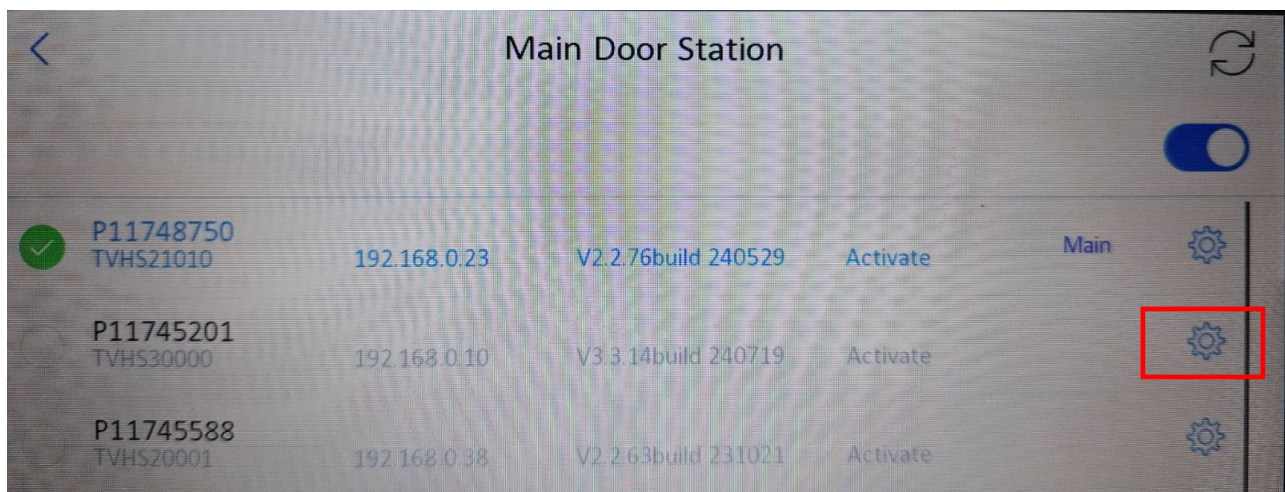 Main Door Station
P11748750
TVHS21010 192.168.0.23 V2.2.76build 240529 Activate Main
P11745201
TVHS30000 192.168.0.10 V3.3.14build 240719 Activate
P11745588
TVHS20001 192.168.0.38 V2.2.63build 231021 Activate